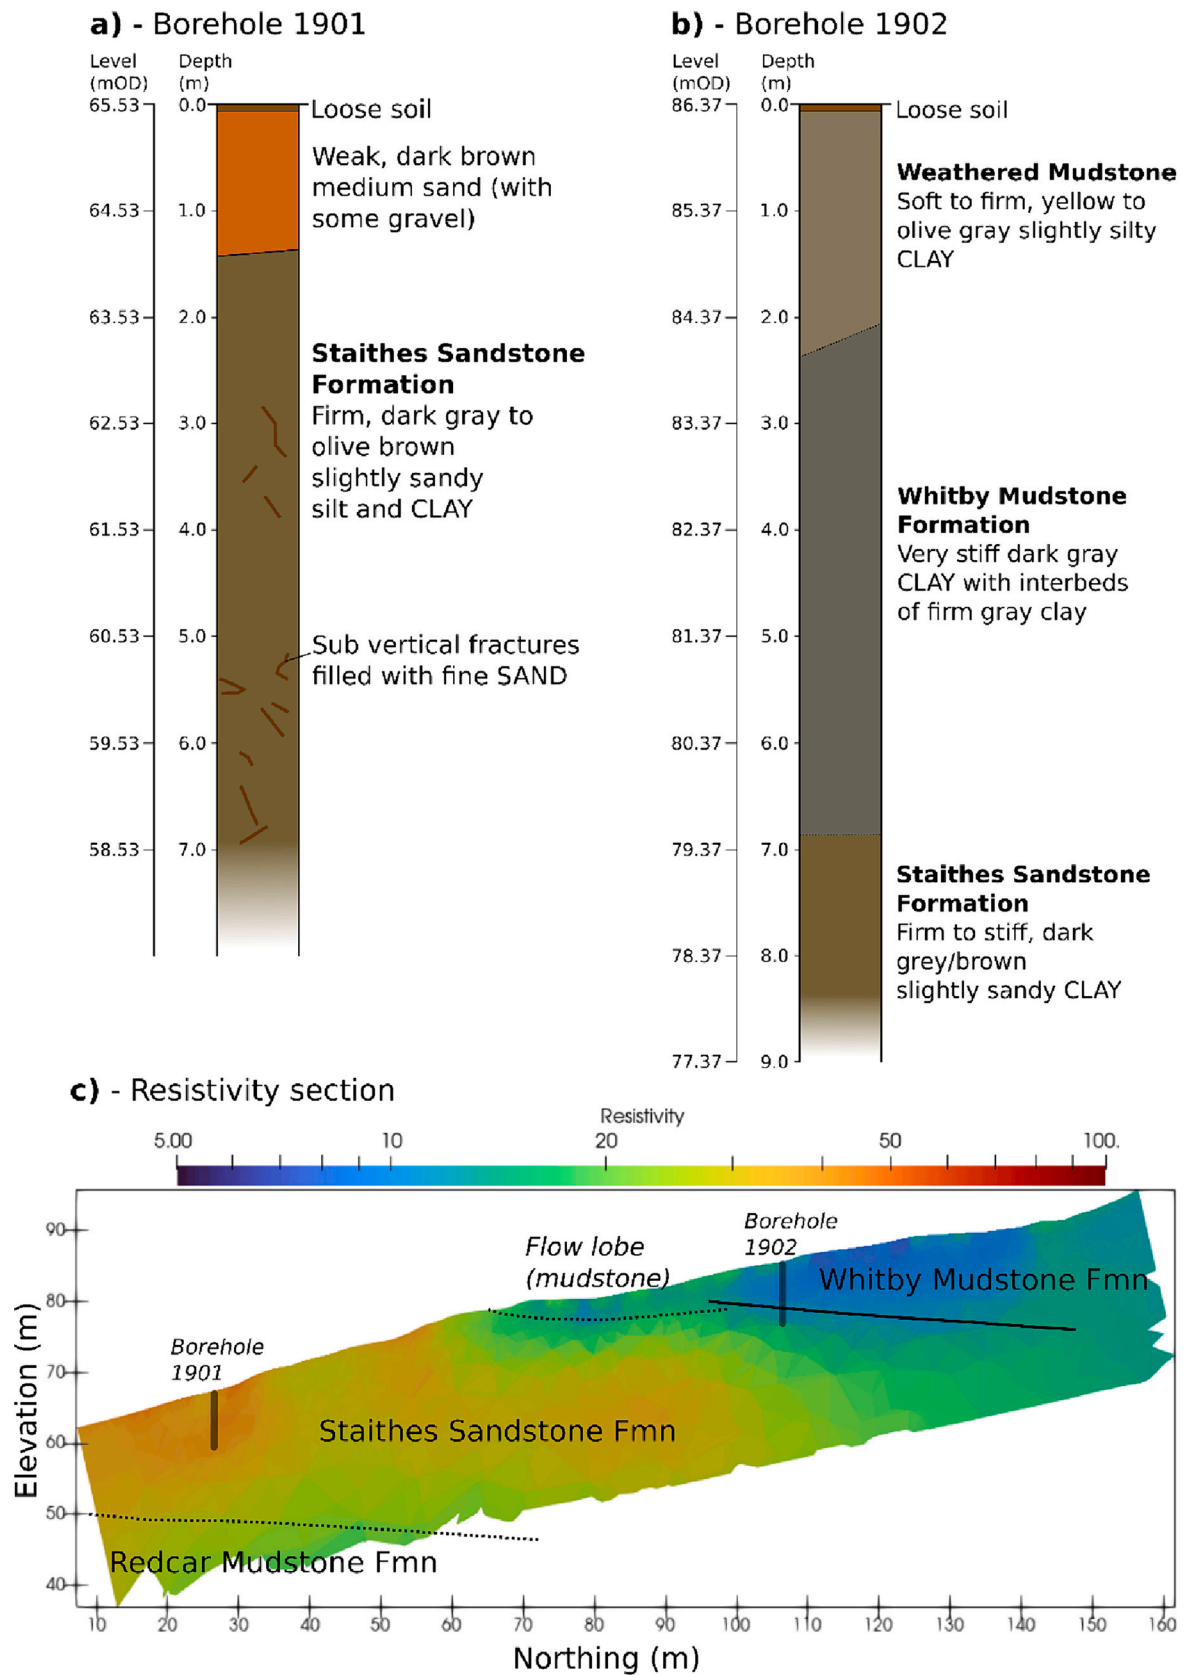 a) - Borehole 1901
Level
(mOD)
Depth
(m)
65.53
64.53
63.53
62.53
61.53
60.53
59.53
58.53
0.0
1.0
2.0
3.0
4.0
5.0
6.0
7.0
Loose soil
Weak, dark brown
medium sand (with
some gravel)
Staithes Sandstone
Formation
Firm, dark gray to
olive brown
slightly sandy
silt and CLAY
Sub vertical fractures
filled with fine SAND
b) - Borehole 1902
Level
(mOD)
Depth
(m)
86.37
85.37
84.37
83.37
82.37
81.37
80.37
79.37
78.37
77.37
0.0
1.0
2.0
3.0
4.0
5.0
6.0
7.0
8.0
9.0
Loose soil
Weathered Mudstone
Soft to firm, yellow to
olive gray slightly silty
CLAY
Whitby Mudstone
Formation
Very stiff dark gray
CLAY with interbeds
of firm gray clay
Staithes Sandstone
Formation
Firm to stiff, dark
grey/brown
slightly sandy CLAY
c) - Resistivity section
Resistivity
5.00 10 20 50 100.
Elevation (m)
90
80
70
60
50
40
Borehole
1901
Flow lobe
(mudstone)
Borehole
1902
Whitby Mudstone Fmn
Staithes Sandstone Fmn
Redcar Mudstone Fmn
10 20 30 40 50 60 70 80 90 100 110 120 130 140 150 160
Northing (m)